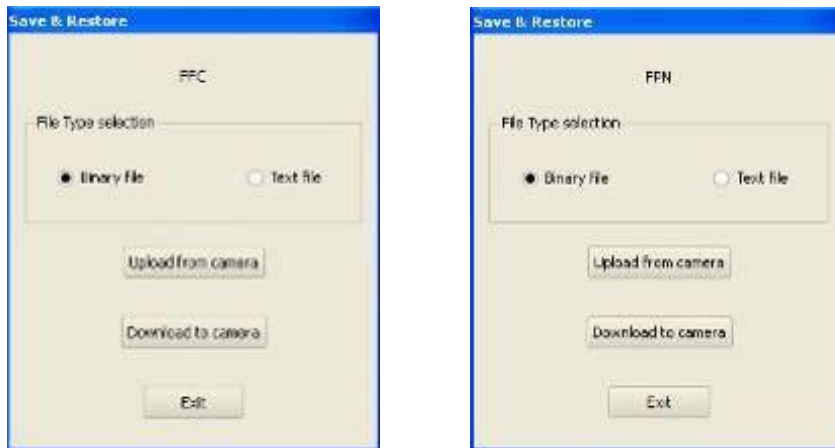 Save & Restore
FFC
File Type selection
Binary file
Text file
Upload from camera
Download to camera
Exit
Save & Restore
FPN
File Type selection
Binary file
Text file
Upload from camera
Download to camera
Exit